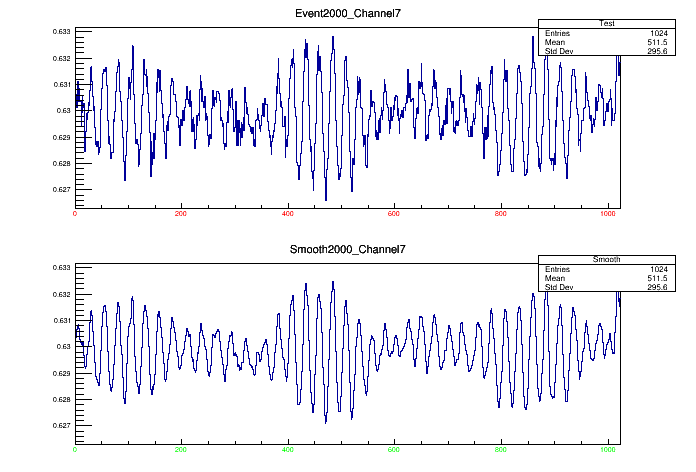 Event2000_Channel7
Test
Entries 1024
Mean 511.5
Std Dev 295.6
0.633
0.632
0.631
0.63
0.629
0.628
0.627
0 200 400 600 800 1000
Smooth2000_Channel7
Smooth
Entries 1024
Mean 511.5
Std Dev 295.6
0.633
0.632
0.631
0.63
0.629
0.628
0.627
0 200 400 600 800 1000